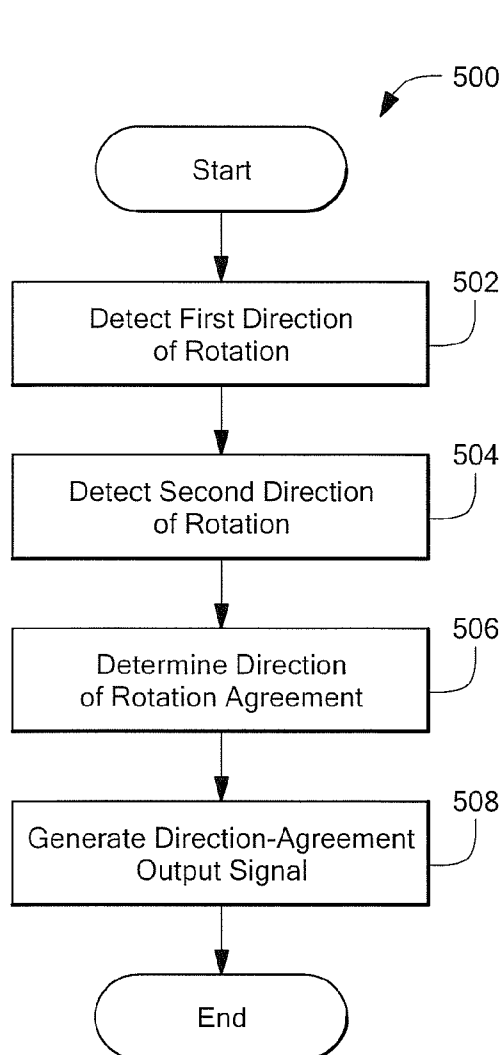 500
Start
502
Detect First Direction
of Rotation
504
Detect Second Direction
of Rotation
506
Determine Direction
of Rotation Agreement
508
Generate Direction-Agreement
Output Signal
End